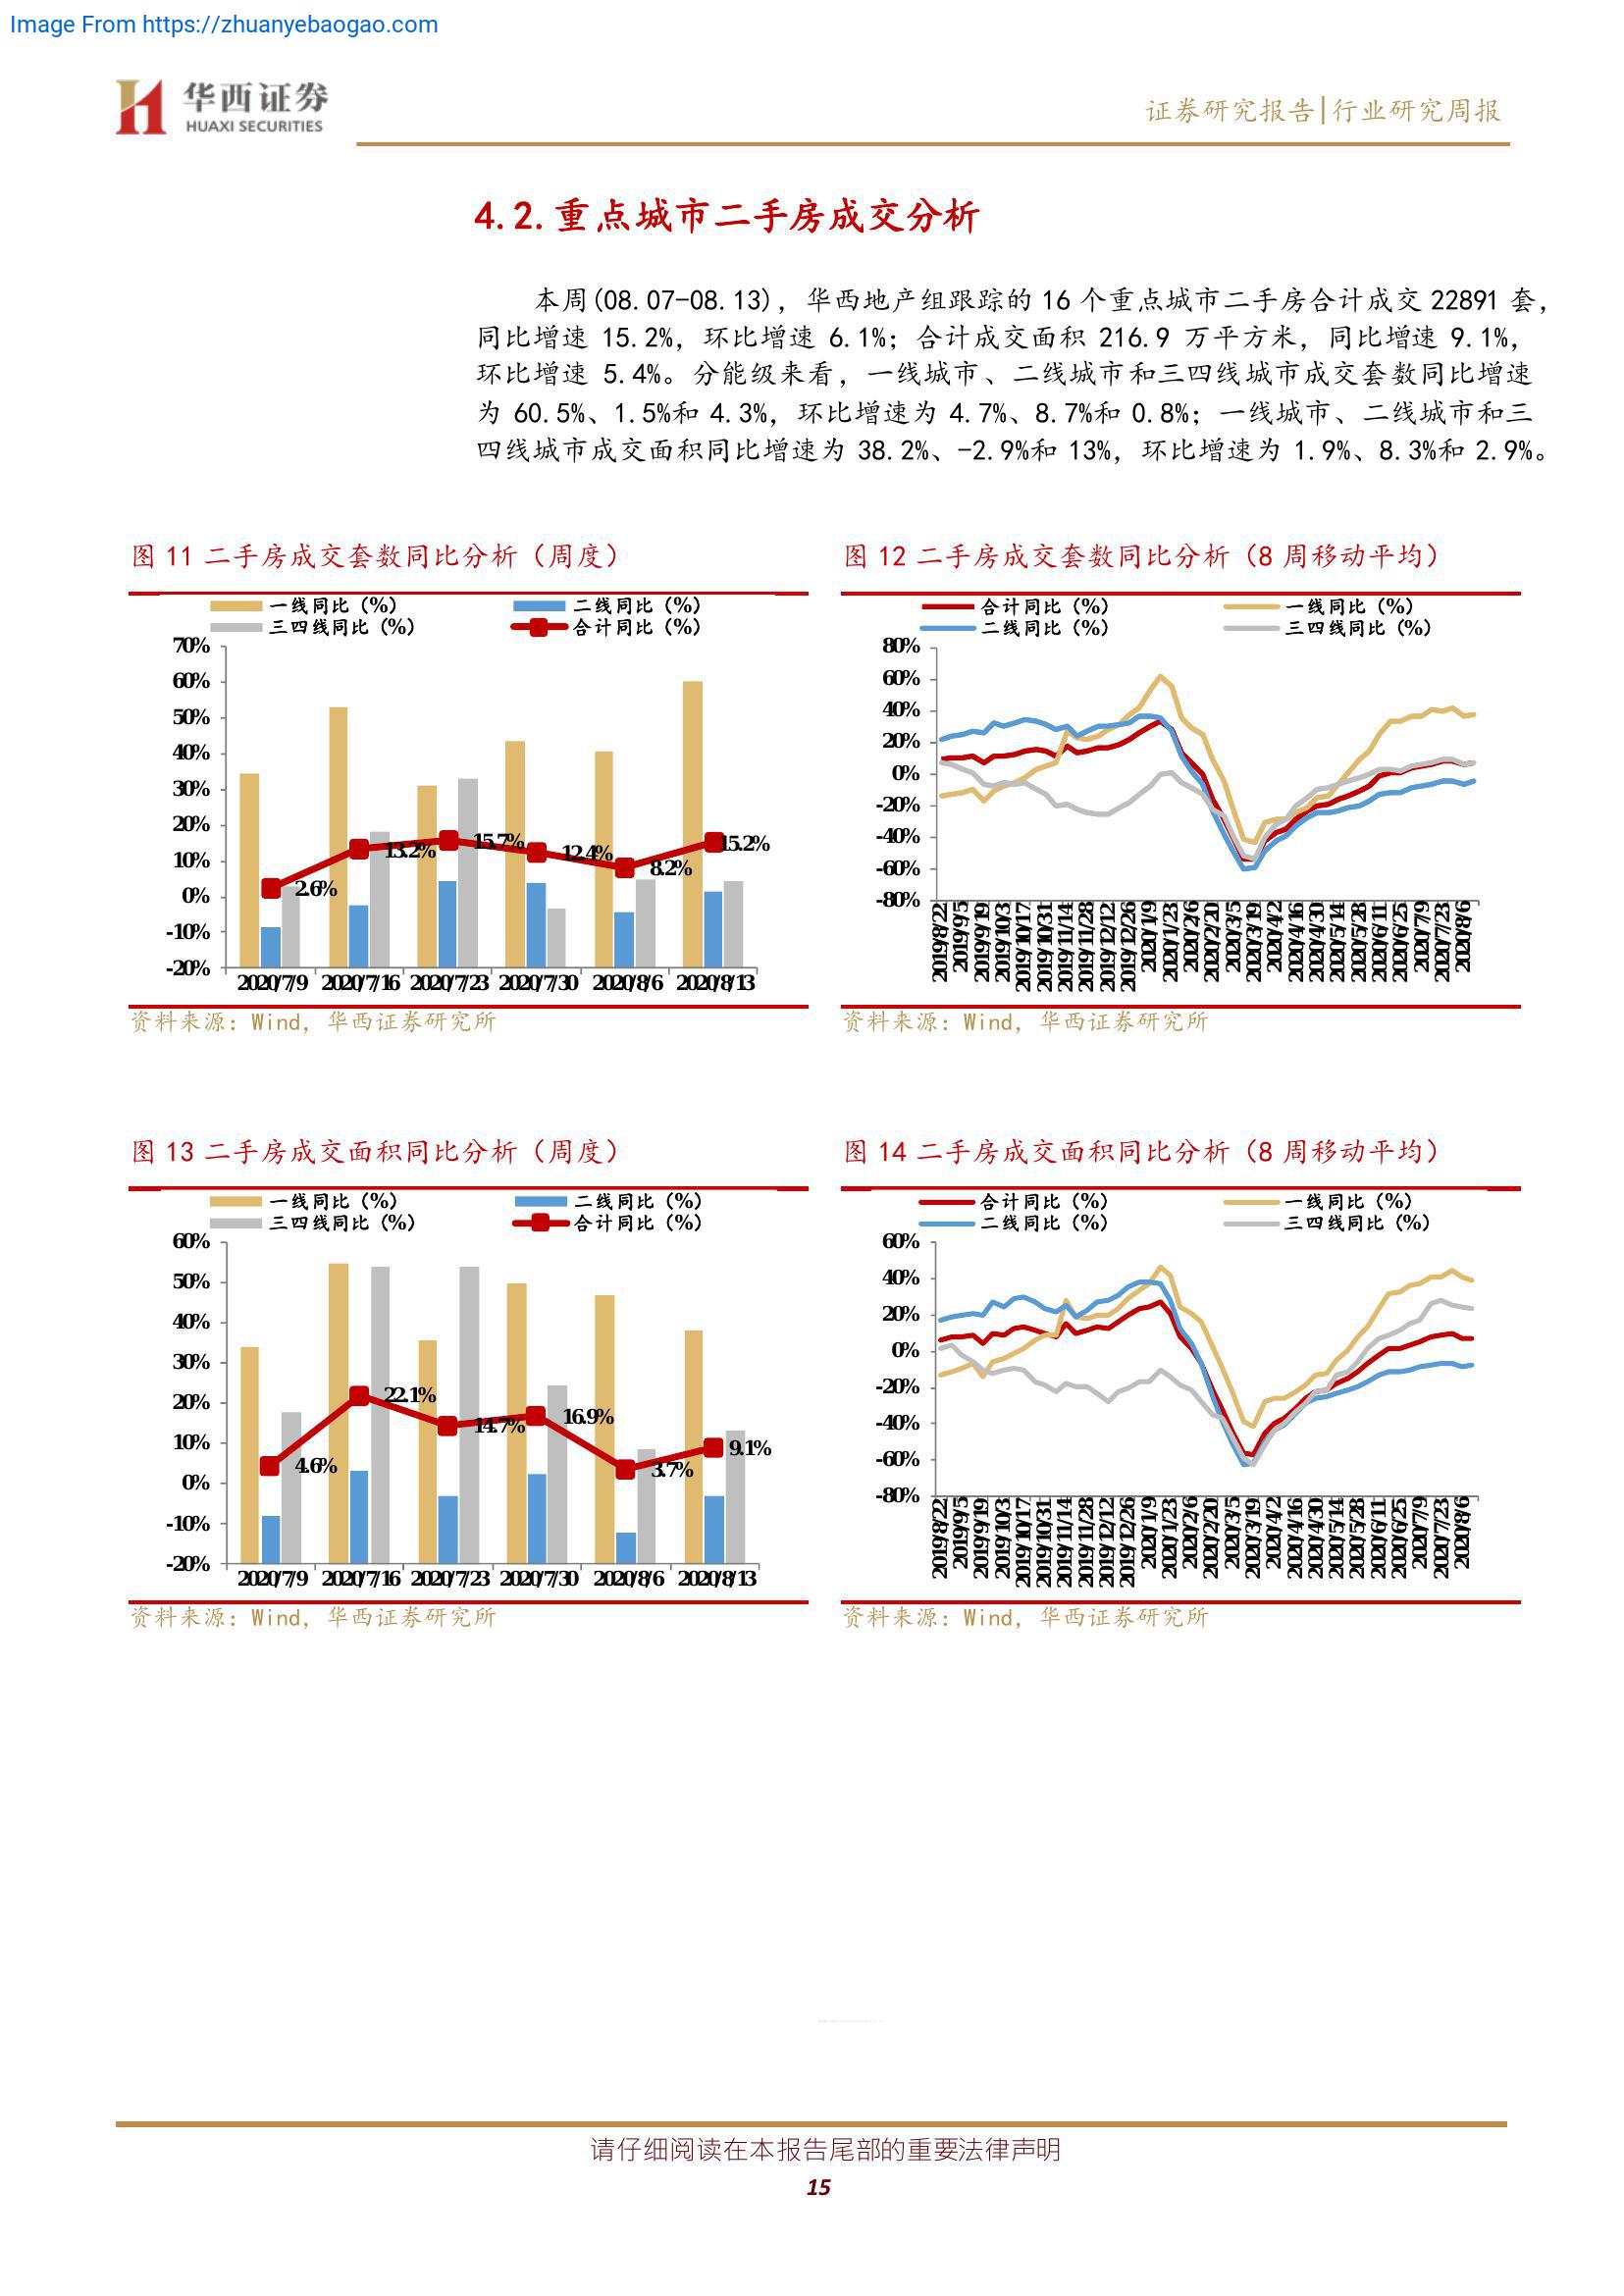 Image From https://zhuanyebaogao.com
华西证券
HUAXI SECURITIES
证券研究报告|行业研究周报
4.2.重点城市二手房成交分析
本周(08.07-08.13)，华西地产组跟踪的 16 个重点城市二手房合计成交 22891 套，
同比增速 15.2%，环比增速 6.1%；合计成交面积 216.9 万平方米，同比增速 9.1%，
环比增速 5.4%。分能级来看，一线城市、二线城市和三四线城市成交套数同比增速
为 60.5%、1.5%和 4.3%，环比增速为 4.7%、8.7%和 0.8%；一线城市、二线城市和三
四线城市成交面积同比增速为 38.2%、-2.9%和 13%，环比增速为 1.9%、8.3%和 2.9%。
图 11 二手房成交套数同比分析（周度）
一线同比（%） 二线同比（%）
三四线同比（%） 合计同比（%）
70%
60%
50%
40%
30%
20%
10%
0%
-10%
-20%
2.6% 13.2% 15.7% 12.4% 8.2% 15.2%
2020/7/9 2020/7/16 2020/7/23 2020/7/30 2020/8/6 2020/8/13
资料来源：Wind，华西证券研究所
图 12 二手房成交套数同比分析（8 周移动平均）
合计同比（%） 一线同比（%）
二线同比（%） 三四线同比（%）
80%
60%
40%
20%
0%
-20%
-40%
-60%
-80%
2019/8/22 2019/9/5 2019/9/19 2019/10/3 2019/10/17 2019/10/31 2019/11/14 2019/11/28 2019/12/12 2019/12/26 2020/1/9 2020/1/23 2020/2/6 2020/2/20 2020/3/5 2020/3/19 2020/4/2 2020/4/16 2020/4/30 2020/5/14 2020/5/28 2020/6/11 2020/6/25 2020/7/9 2020/7/23 2020/8/6
资料来源：Wind，华西证券研究所
图 13 二手房成交面积同比分析（周度）
一线同比（%） 二线同比（%）
三四线同比（%） 合计同比（%）
60%
50%
40%
30%
20%
10%
0%
-10%
-20%
4.6% 22.1% 14.7% 16.9% 3.7% 9.1%
2020/7/9 2020/7/16 2020/7/23 2020/7/30 2020/8/6 2020/8/13
资料来源：Wind，华西证券研究所
图 14 二手房成交面积同比分析（8 周移动平均）
合计同比（%） 一线同比（%）
二线同比（%） 三四线同比（%）
60%
40%
20%
0%
-20%
-40%
-60%
-80%
2019/8/22 2019/9/5 2019/9/19 2019/10/3 2019/10/17 2019/10/31 2019/11/14 2019/11/28 2019/12/12 2019/12/26 2020/1/9 2020/1/23 2020/2/6 2020/2/20 2020/3/5 2020/3/19 2020/4/2 2020/4/16 2020/4/30 2020/5/14 2020/5/28 2020/6/11 2020/6/25 2020/7/9 2020/7/23 2020/8/6
资料来源：Wind，华西证券研究所
请仔细阅读在本报告尾部的重要法律声明
15